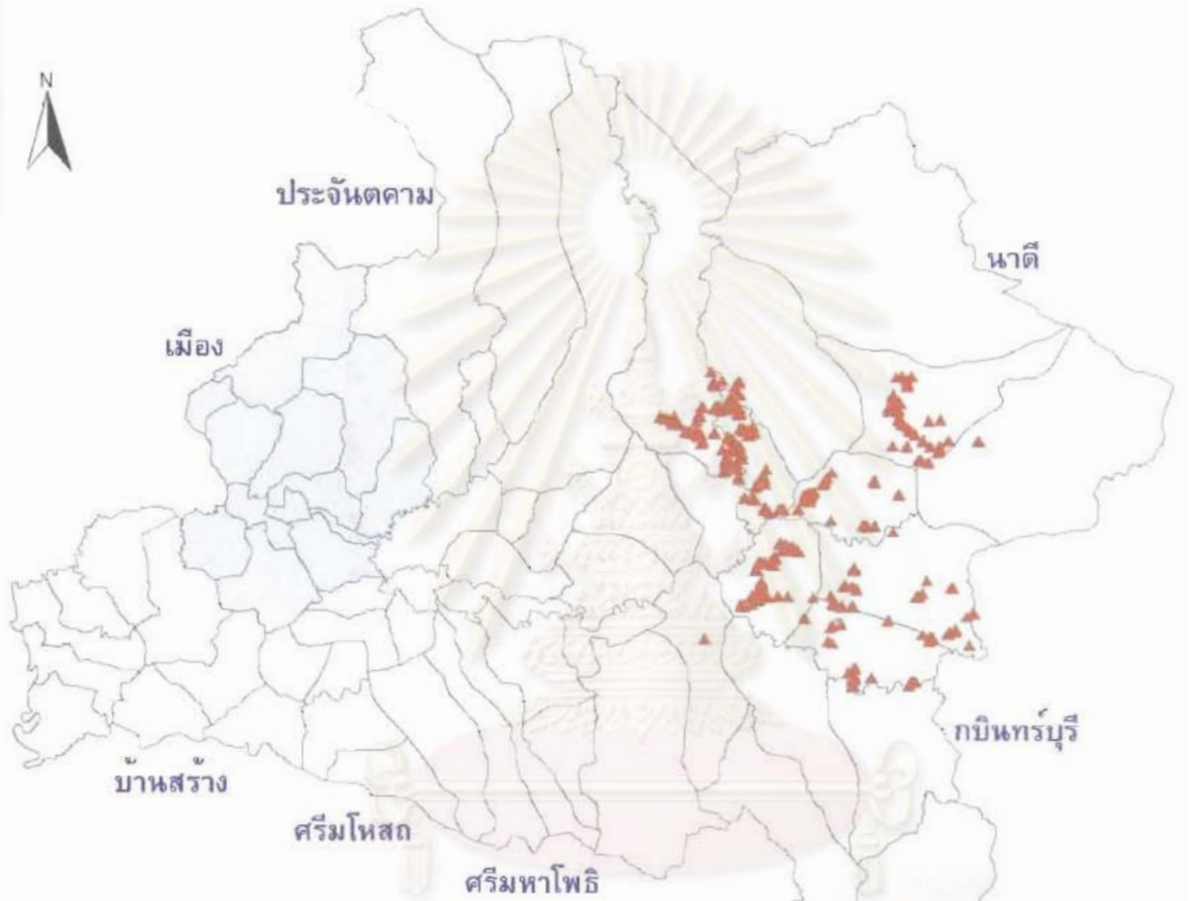 N
ประจันตคาม
นาดี
เมือง
กบินทร์บุรี
บ้านสร้าง
ศรีมโหสถ
ศรีมหาโพธิ